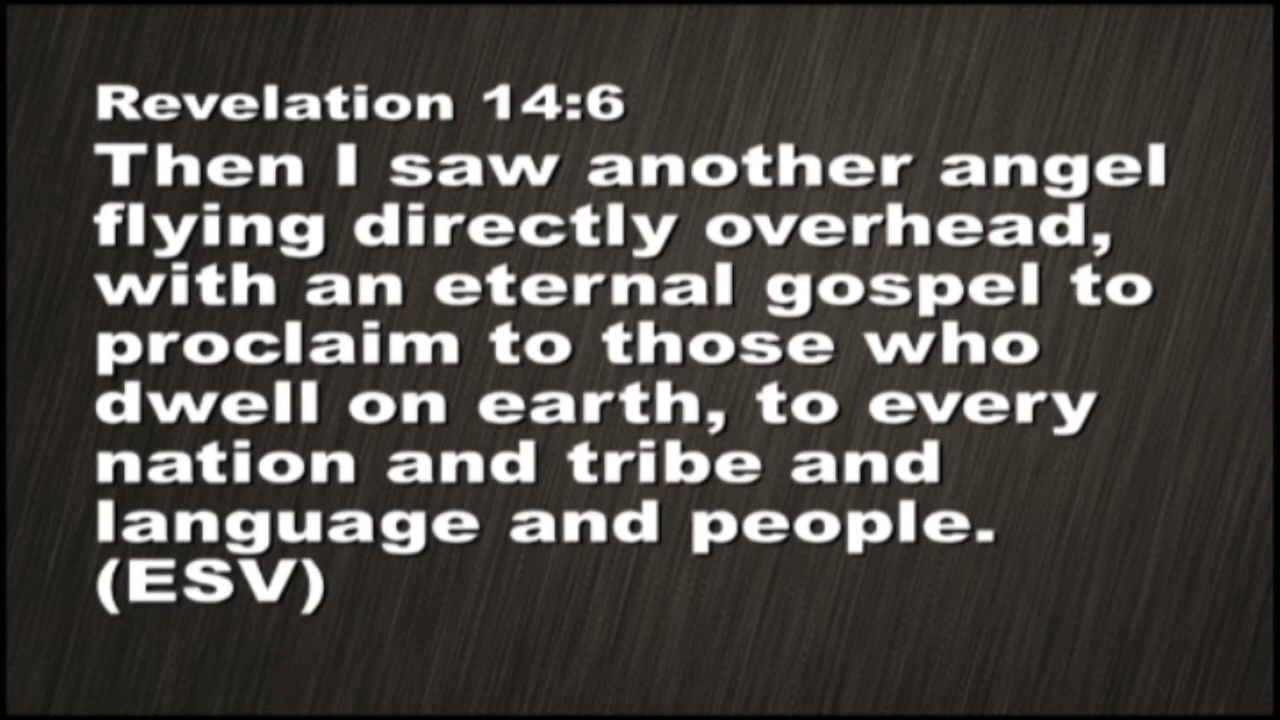 Revelation 14:6
Then I saw another angel
flying directly overhead,
with an eternal gospel to
proclaim to those who
dwell on earth, to every
nation and tribe and
language and people.
(ESV)